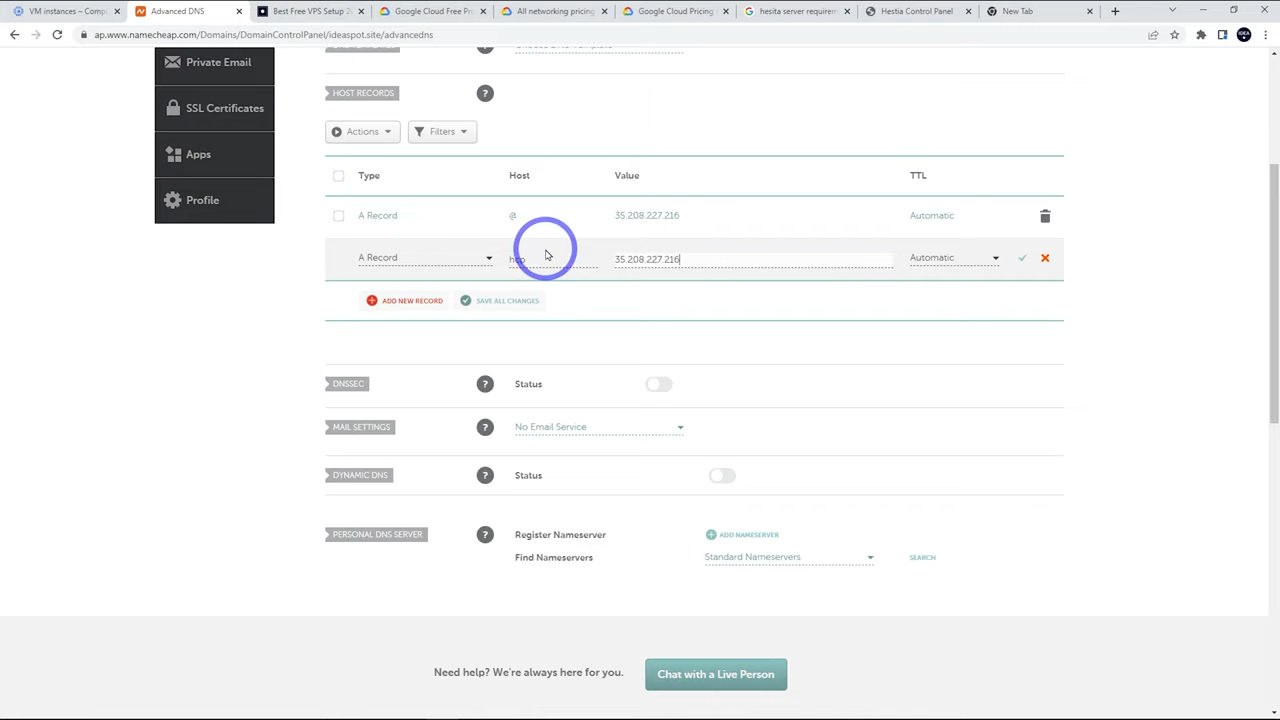 VM instances – Compu
Advanced DNS
Best Free VPS Setup 2
Google Cloud Free Pro
All networking pricing
Google Cloud Pricing
hesita server requirem
Hestia Control Panel
New Tab
ap.www.namecheap.com/Domains/DomainControlPanel/ideaspot.site/advancedns
IDEA
Private Email
SSL Certificates
Apps
Profile
HOST RECORDS
?
Actions
Filters
Type Host Value TTL
A Record @ 35.208.227.216 Automatic
A Record hcp 35.208.227.216 Automatic
ADD NEW RECORD SAVE ALL CHANGES
DNSSEC ? Status
MAIL SETTINGS ? No Email Service
DYNAMIC DNS ? Status
PERSONAL DNS SERVER ? Register Nameserver ADD NAMESERVER
Find Nameservers Standard Nameservers SEARCH
Need help? We're always here for you. Chat with a Live Person